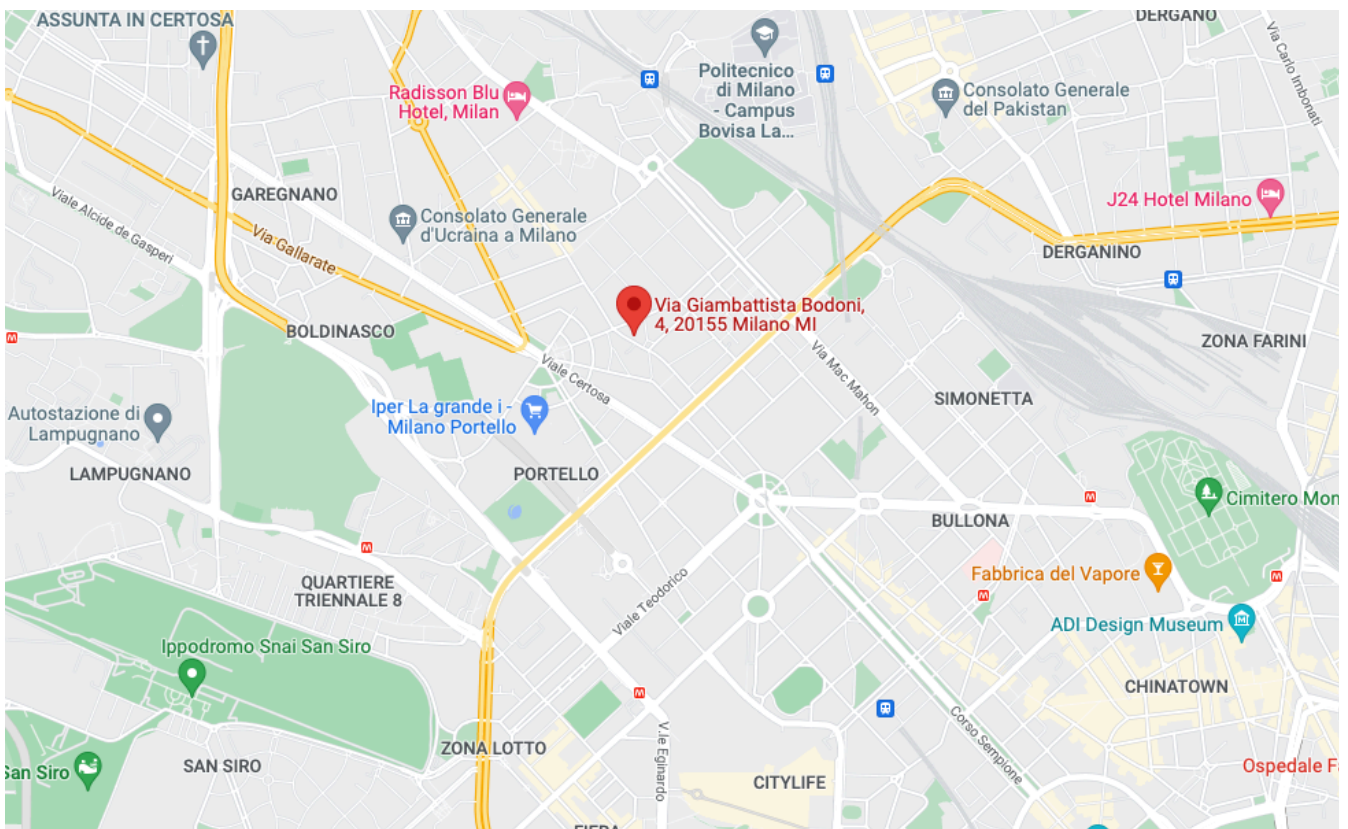 ASSUNTA IN CERTOSA
DERGANO
Via Carlo Imbonati
Politecnico
di Milano
- Campus
Bovisa La...
Radisson Blu
Hotel, Milan
Consolato Generale
del Pakistan
GAREGNANO
J24 Hotel Milano
Viale Alcide de Gasperi
Consolato Generale
d'Ucraina a Milano
Via Gallarate
DERGANINO
Via Giambattista Bodoni,
4, 20155 Milano MI
BOLDINASCO
ZONA FARINI
M
Viale Certosa
Via Mac Mahon
SIMONETTA
Iper La grande i -
Milano Portello
Autostazione di
Lampugnano
LAMPUGNANO
PORTELLO
M
Cimitero Mon
BULLONA
M
QUARTIERE
TRIENNALE 8
Fabbrica del Vapore
M
M
Viale Teodorico
ADI Design Museum
M
Ippodromo Snai San Siro
CHINATOWN
M
Corso Sempione
V.le Eginardo
ZONA LOTTO
San Siro
SAN SIRO
CITYLIFE
Ospedale F
FIERA